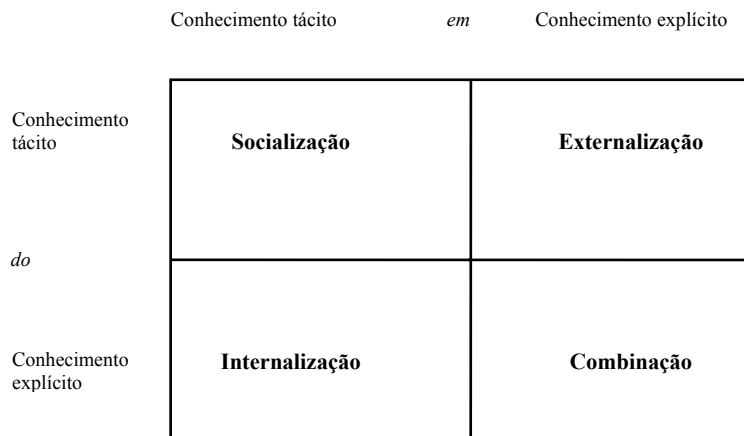 Conhecimento tácito em Conhecimento explícito
Conhecimento
tácito
Socialização Externalização
do
Conhecimento
explícito
Internalização Combinação